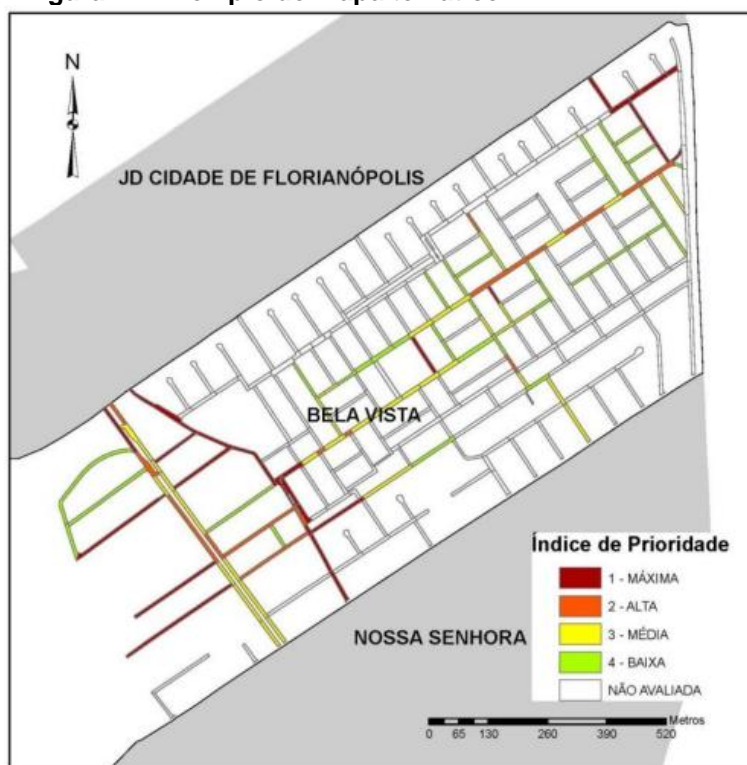 N
JD CIDADE DE FLORIANÓPOLIS
BELA VISTA
NOSSA SENHORA
Índice de Prioridade
1 - MÁXIMA
2 - ALTA
3 - MÉDIA
4 - BAIXA
NÃO AVALIADA
Metros
0 65 130 260 390 520